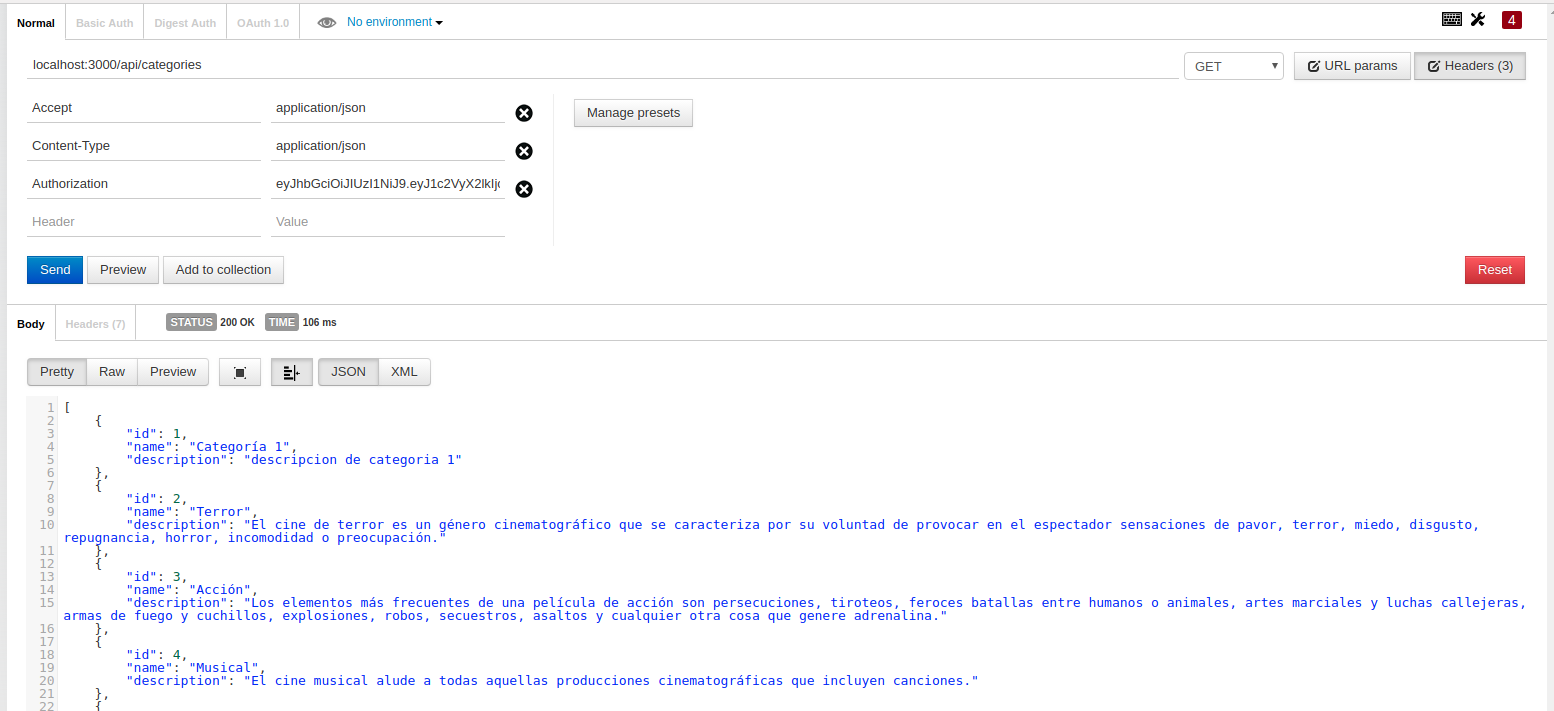 Normal Basic Auth Digest Auth OAuth 1.0 No environment 4
localhost:3000/api/categories GET URL params Headers (3)
Accept application/json Manage presets
Content-Type application/json
Authorization eyJhbGciOiJIUzI1NiJ9.eyJ1c2VyX2lkIjo
Header Value
Send Preview Add to collection Reset
Body Headers (7) STATUS 200 OK TIME 106 ms
Pretty Raw Preview JSON XML
1 [
2 {
3 "id": 1,
4 "name": "Categoría 1",
5 "description": "descripcion de categoria 1"
6 },
7 {
8 "id": 2,
9 "name": "Terror",
10 "description": "El cine de terror es un género cinematográfico que se caracteriza por su voluntad de provocar en el espectador sensaciones de pavor, terror, miedo, disgusto,
repugnancia, horror, incomodidad o preocupación."
11 },
12 {
13 "id": 3,
14 "name": "Acción",
15 "description": "Los elementos más frecuentes de una película de acción son persecuciones, tiroteos, feroces batallas entre humanos o animales, artes marciales y luchas callejeras,
armas de fuego y cuchillos, explosiones, robos, secuestros, asaltos y cualquier otra cosa que genere adrenalina."
16 },
17 {
18 "id": 4,
19 "name": "Musical",
20 "description": "El cine musical alude a todas aquellas producciones cinematográficas que incluyen canciones."
21 },
22 {